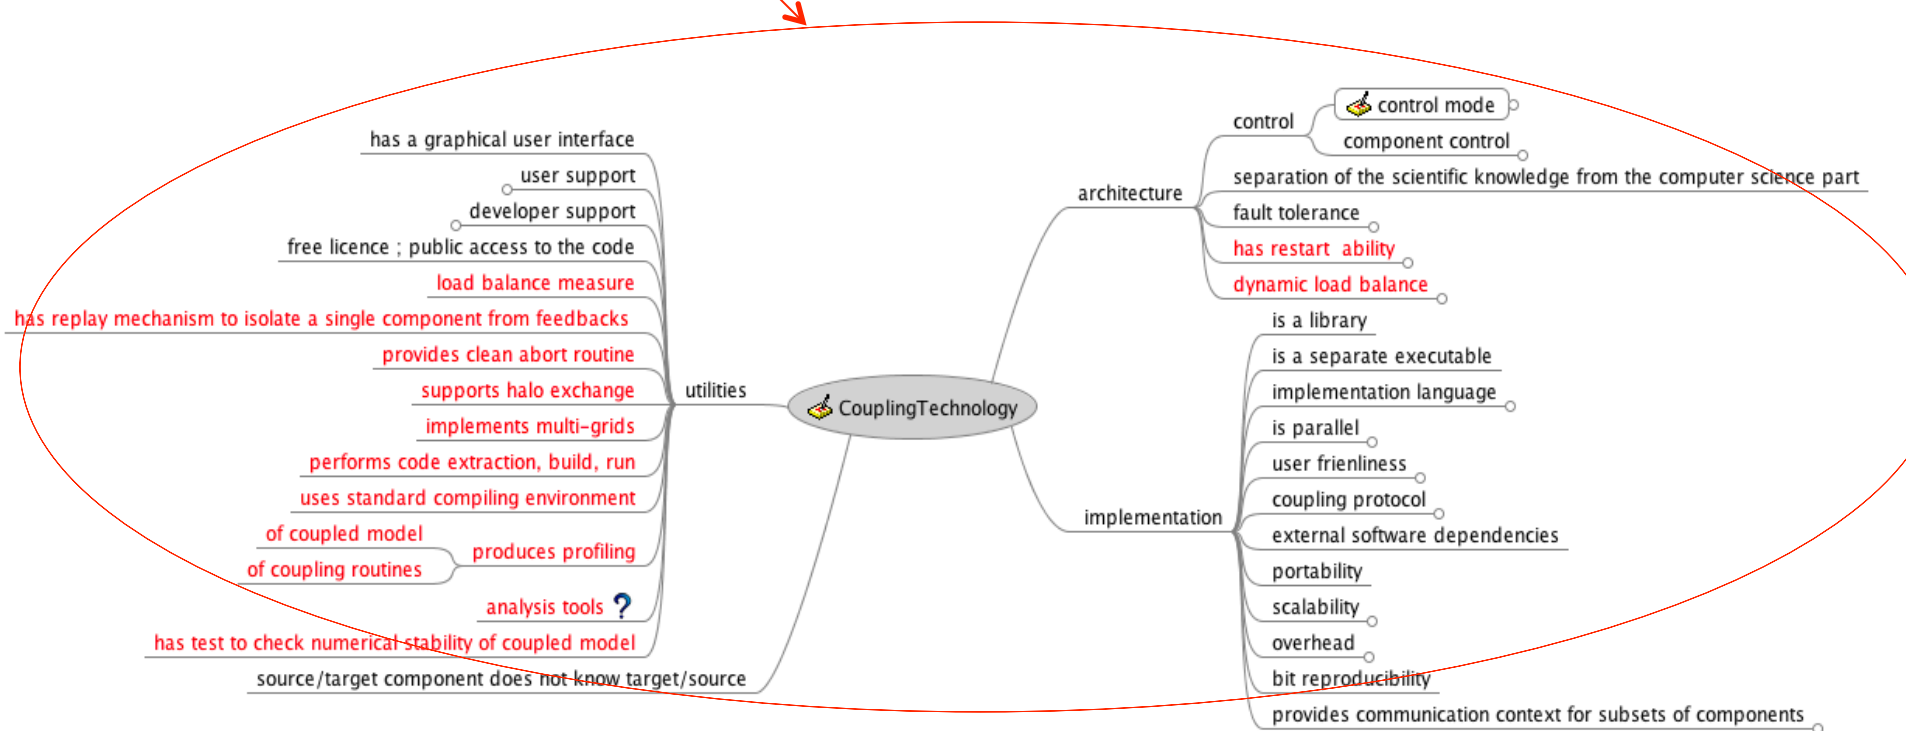 CouplingTechnology
architecture
control
control mode
component control
separation of the scientific knowledge from the computer science part
fault tolerance
has restart  ability
dynamic load balance
implementation
is a library
is a separate executable
implementation language
is parallel
user frienliness
coupling protocol
external software dependencies
portability
scalability
overhead
bit reproducibility
provides communication context for subsets of components
utilities
has a graphical user interface
user support
developer support
free licence ; public access to the code
load balance measure
has replay mechanism to isolate a single component from feedbacks
provides clean abort routine
supports halo exchange
implements multi-grids
performs code extraction, build, run
uses standard compiling environment
produces profiling
of coupled model
of coupling routines
analysis tools ?
has test to check numerical stability of coupled model
source/target component does not know target/source